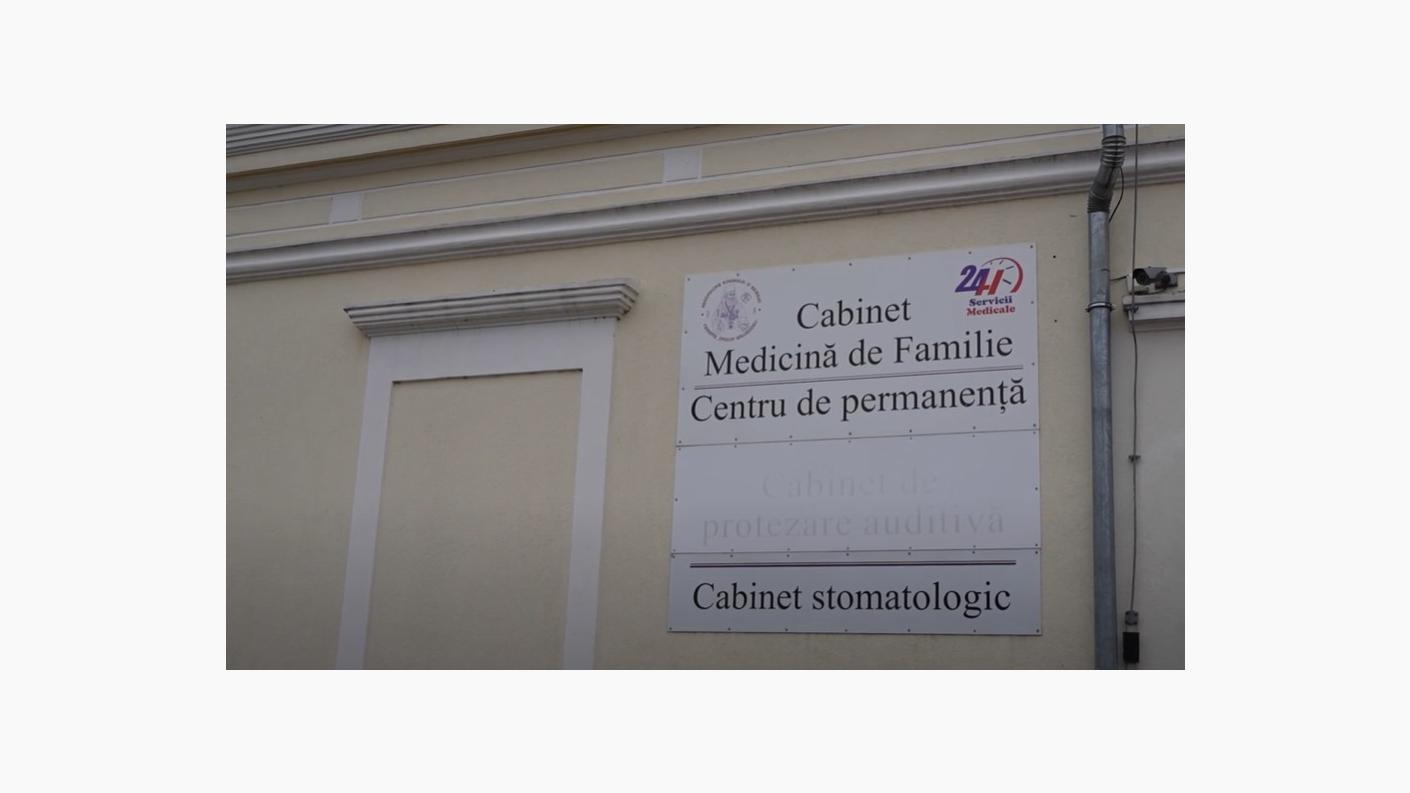 24H
Servicii
Medicale
Cabinet
Medicină de Familie
Centru de permanență
Cabinet de
protezare auditivă
Cabinet stomatologic